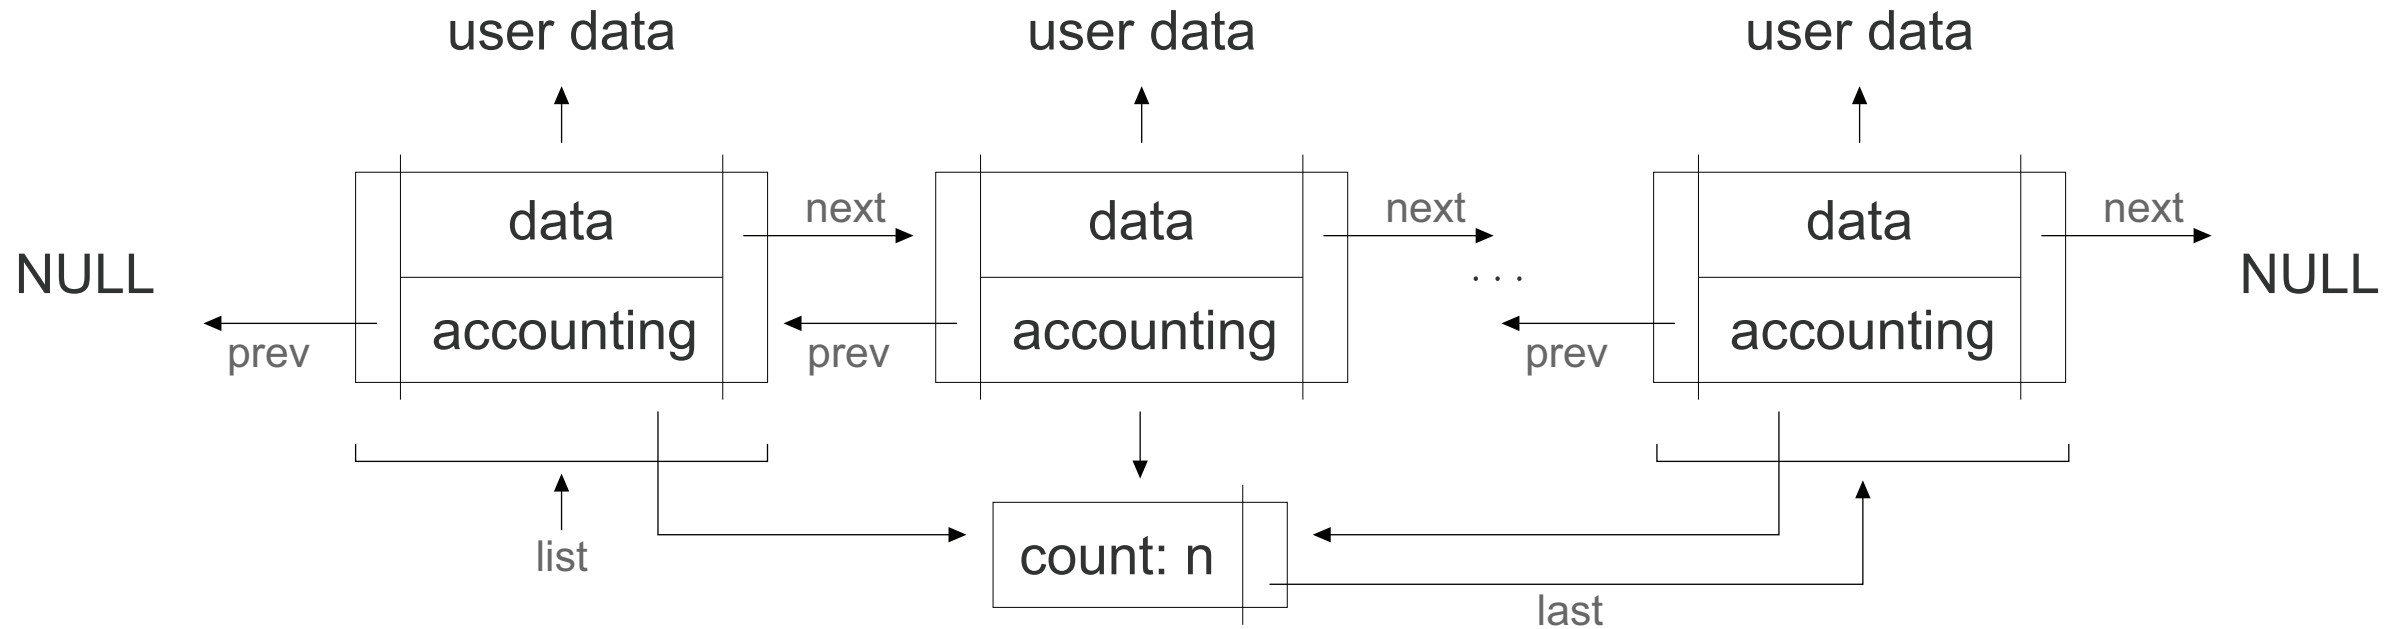 user data
user data
user data
data
next
data
next
data
next
NULL
. . .
NULL
accounting
accounting
accounting
prev
prev
prev
list
count: n
last